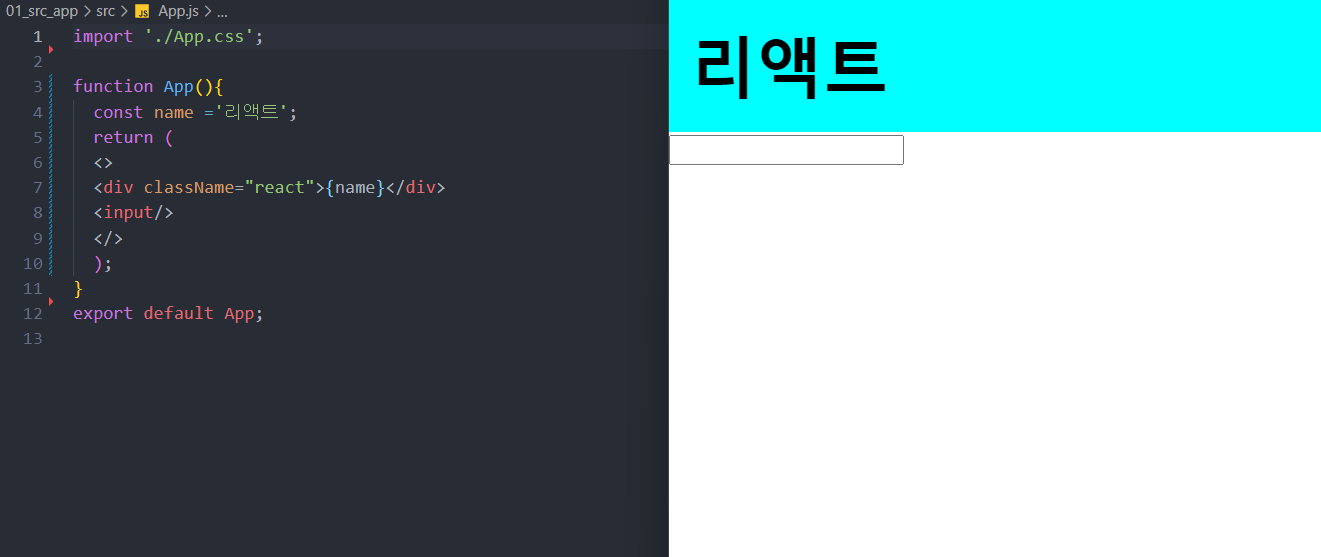 01_src_app > src > JS App.js > ...
1 import './App.css';
2
3 function App(){
4 const name ='리액트';
5 return (
6 <>
7 <div className="react">{name}</div>
8 <input/>
9 </>
10 );
11 }
12 export default App;
13
리액트